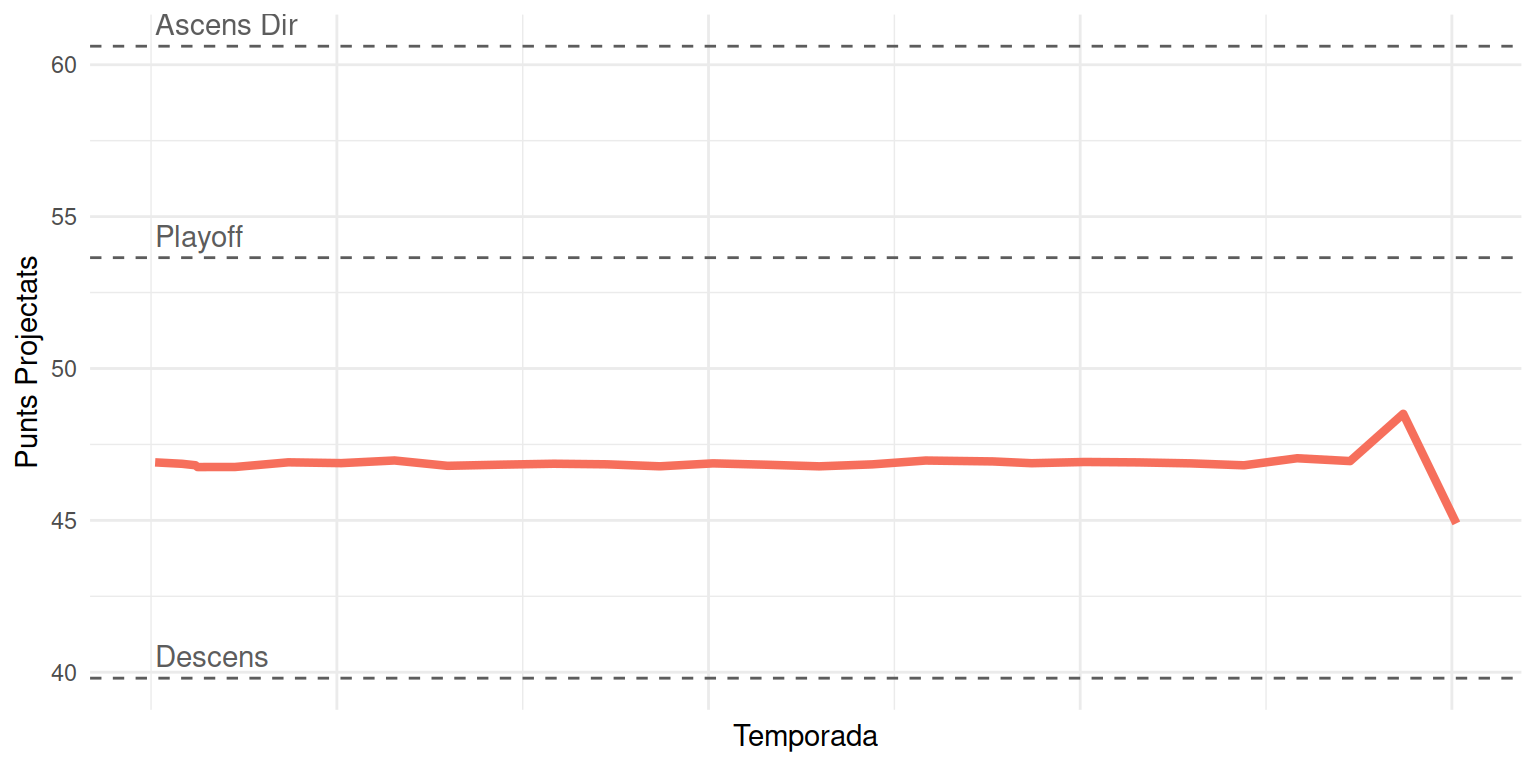 Ascens Dir
60
55
Playoff
Punts Projectats
50
45
Descens
40
Temporada